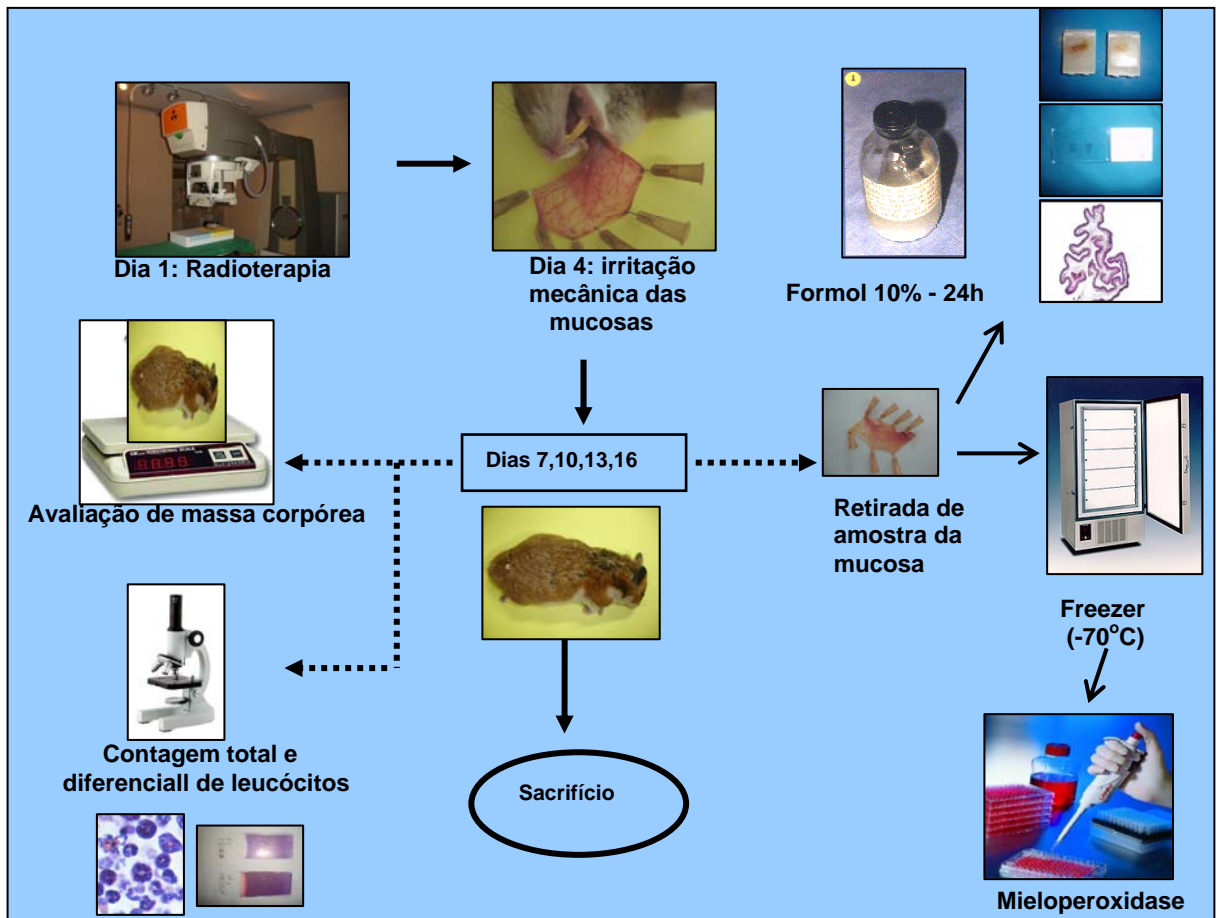 Dia 1: Radioterapia
Dia 4: irritação
mecânica das
mucosas
1
Formol 10% - 24h
Dias 7,10,13,16
Avaliação de massa corpórea
Retirada de
amostra da
mucosa
Freezer
(-70°C)
Contagem total e
diferenciall de leucócitos
Sacrifício
Mieloperoxidase